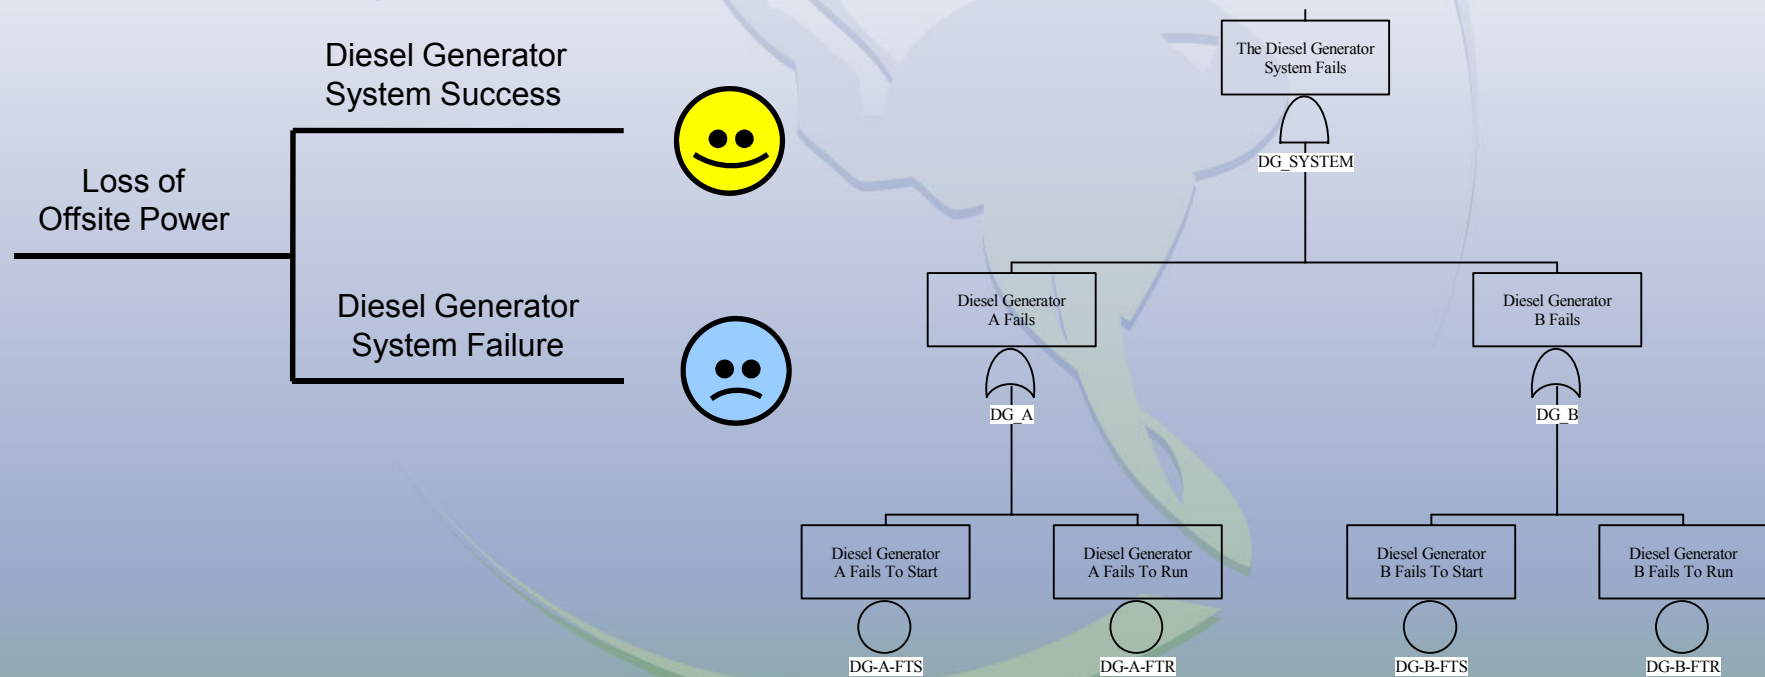 Diesel Generator
System Success
Loss of
Offsite Power
Diesel Generator
System Failure
The Diesel Generator
System Fails
DG_SYSTEM
Diesel Generator
A Fails
DG_A
Diesel Generator
B Fails
DG_B
Diesel Generator
A Fails To Start
DG-A-FTS
Diesel Generator
A Fails To Run
DG-A-FTR
Diesel Generator
B Fails To Start
DG-B-FTS
Diesel Generator
B Fails To Run
DG-B-FTR